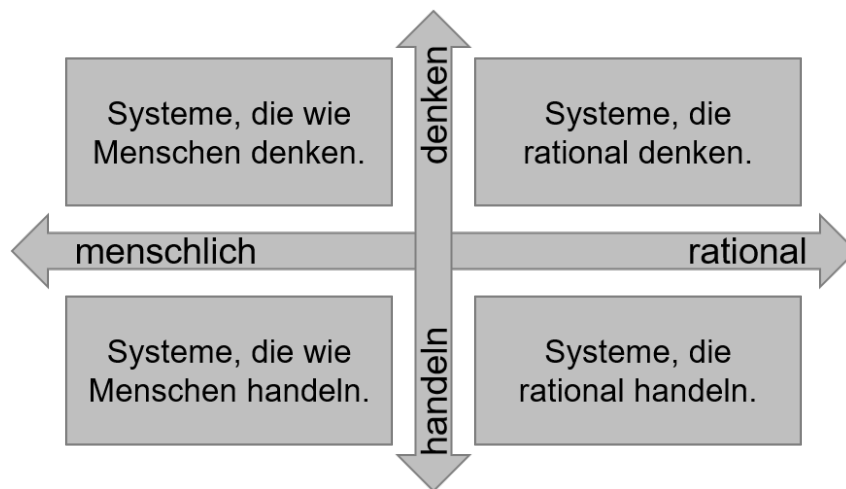 Systeme, die wie
Menschen denken.
denken
Systeme, die
rational denken.
menschlich
rational
Systeme, die wie
Menschen handeln.
handeln
Systeme, die
rational handeln.